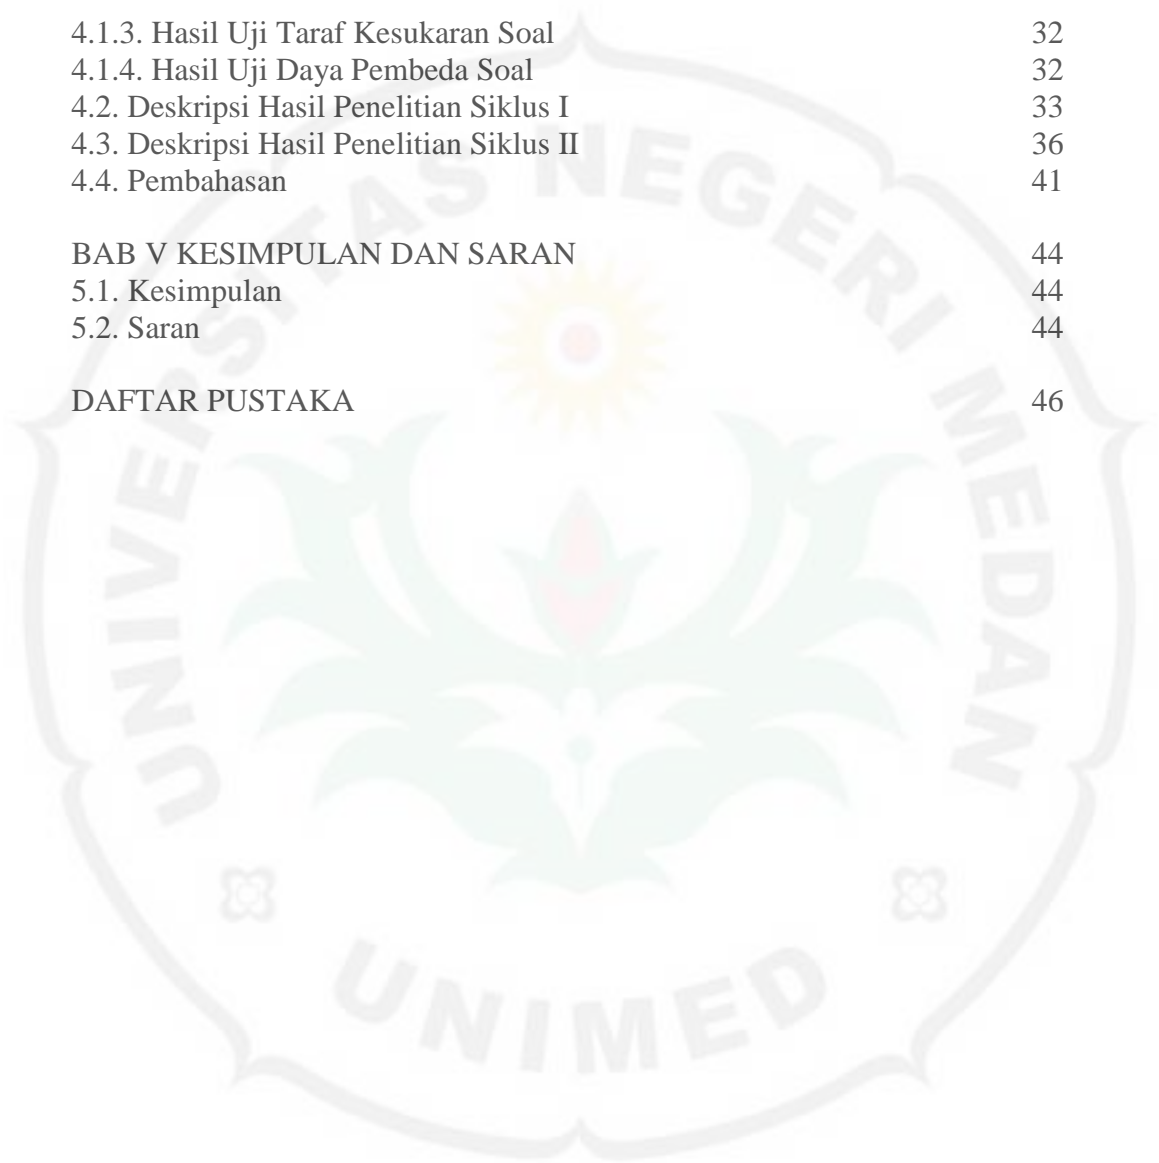 4.1.3. Hasil Uji Taraf Kesukaran Soal 32
4.1.4. Hasil Uji Daya Pembeda Soal 32
4.2. Deskripsi Hasil Penelitian Siklus I 33
4.3. Deskripsi Hasil Penelitian Siklus II 36
4.4. Pembahasan 41
BAB V KESIMPULAN DAN SARAN 44
5.1. Kesimpulan 44
5.2. Saran 44
DAFTAR PUSTAKA 46
UNIVERSITAS NEGERI MEDAN
UNIMED